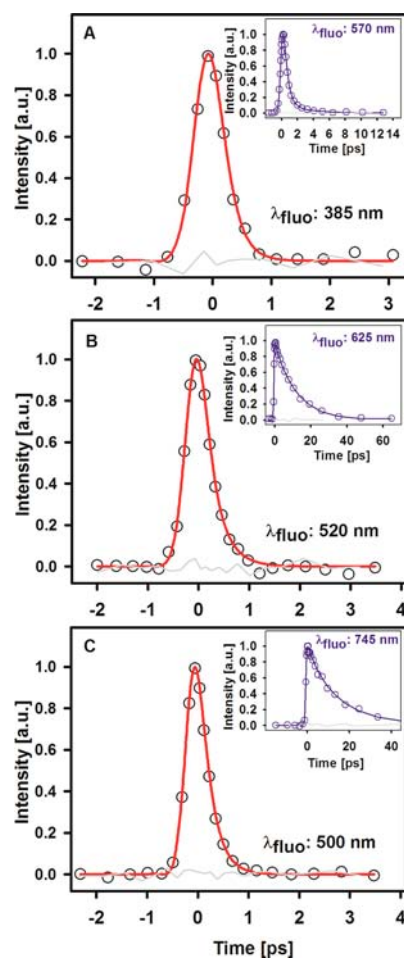 A
λfluo: 570 nm
Intensity [a.u.]
1.0
0.8
0.6
0.4
0.2
0.0
-2 0 2 4 6 8 10 12 14
Time [ps]
Intensity [a.u.]
1.0
0.8
0.6
0.4
0.2
0.0
λfluo: 385 nm
-2 -1 0 1 2 3
B
λfluo: 625 nm
Intensity [a.u.]
1.0
0.8
0.6
0.4
0.2
0.0
0 20 40 60
Time [ps]
Intensity [a.u.]
1.0
0.8
0.6
0.4
0.2
0.0
λfluo: 520 nm
-2 -1 0 1 2 3 4
C
λfluo: 745 nm
Intensity [a.u.]
1.0
0.8
0.6
0.4
0.2
0.0
0 20 40
Time [ps]
Intensity [a.u.]
1.0
0.8
0.6
0.4
0.2
0.0
λfluo: 500 nm
-2 -1 0 1 2 3 4
Time [ps]